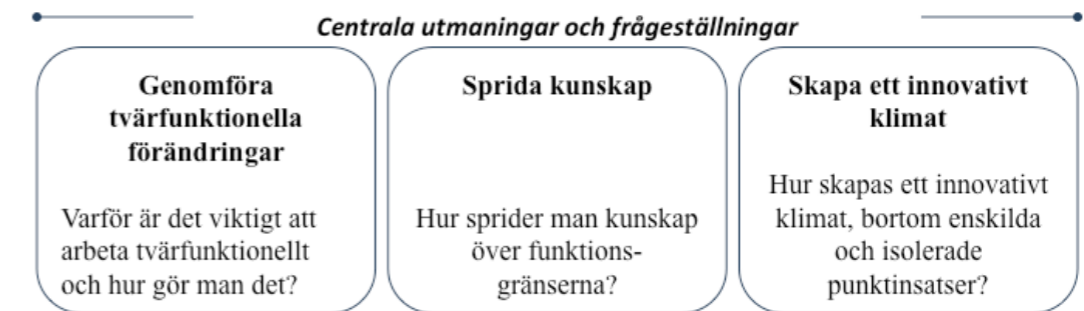 Centrala utmaningar och frågeställningar
Genomföra
tvärfunktionella
förändringar
Varför är det viktigt att
arbeta tvärfunktionellt
och hur gör man det?
Sprida kunskap
Hur sprider man kunskap
över funktions-
gränserna?
Skapa ett innovativt
klimat
Hur skapas ett innovativt
klimat, bortom enskilda
och isolerade
punktinsatser?